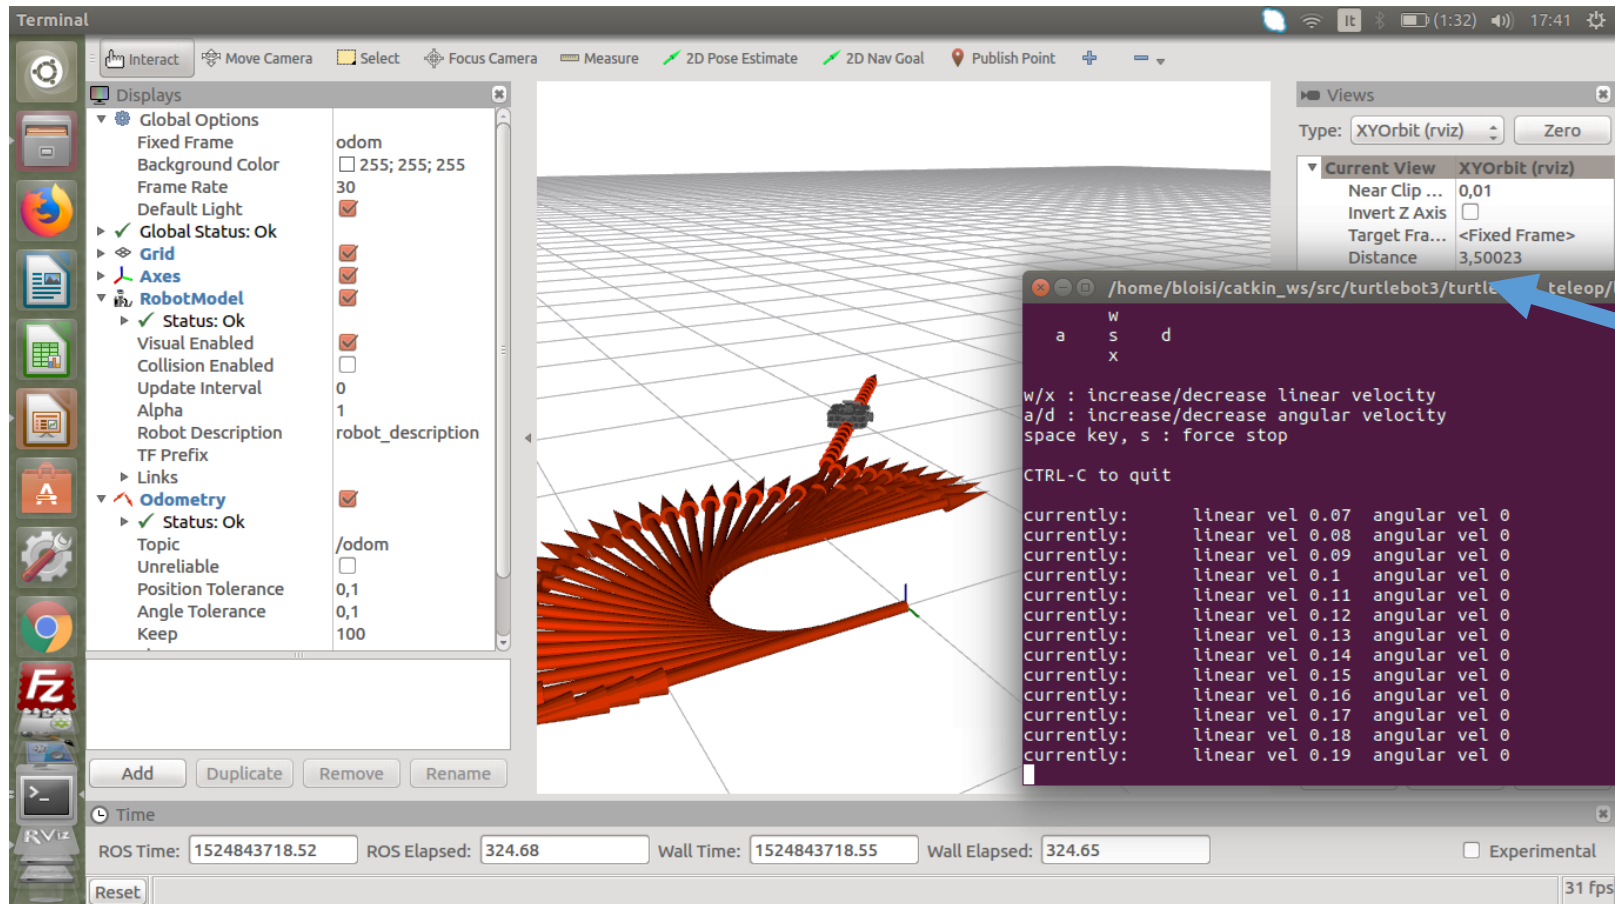 Terminal
It
(1:32)
17:41
Interact Move Camera Select Focus Camera Measure 2D Pose Estimate 2D Nav Goal Publish Point
Displays
Global Options
Fixed Frame odom
Background Color 255; 255; 255
Frame Rate 30
Default Light
Global Status: Ok
Grid
Axes
RobotModel
Status: Ok
Visual Enabled
Collision Enabled
Update Interval 0
Alpha 1
Robot Description robot_description
TF Prefix
Links
Odometry
Status: Ok
Topic /odom
Unreliable
Position Tolerance 0,1
Angle Tolerance 0,1
Keep 100
Add Duplicate Remove Rename
Views
Type: XYOrbit (rviz) Zero
Current View XYOrbit (rviz)
Near Clip ... 0,01
Invert Z Axis
Target Fra... <Fixed Frame>
Distance 3,50023
/home/bloisi/catkin_ws/src/turtlebot3/turtle teleop/
w
a s d
x
w/x : increase/decrease linear velocity
a/d : increase/decrease angular velocity
space key, s : force stop
CTRL-C to quit
currently: linear vel 0.07 angular vel 0
currently: linear vel 0.08 angular vel 0
currently: linear vel 0.09 angular vel 0
currently: linear vel 0.1 angular vel 0
currently: linear vel 0.11 angular vel 0
currently: linear vel 0.12 angular vel 0
currently: linear vel 0.13 angular vel 0
currently: linear vel 0.14 angular vel 0
currently: linear vel 0.15 angular vel 0
currently: linear vel 0.16 angular vel 0
currently: linear vel 0.17 angular vel 0
currently: linear vel 0.18 angular vel 0
currently: linear vel 0.19 angular vel 0
Fz
>_
RViz
Time
ROS Time: 1524843718.52 ROS Elapsed: 324.68 Wall Time: 1524843718.55 Wall Elapsed: 324.65 Experimental
Reset
31 fps